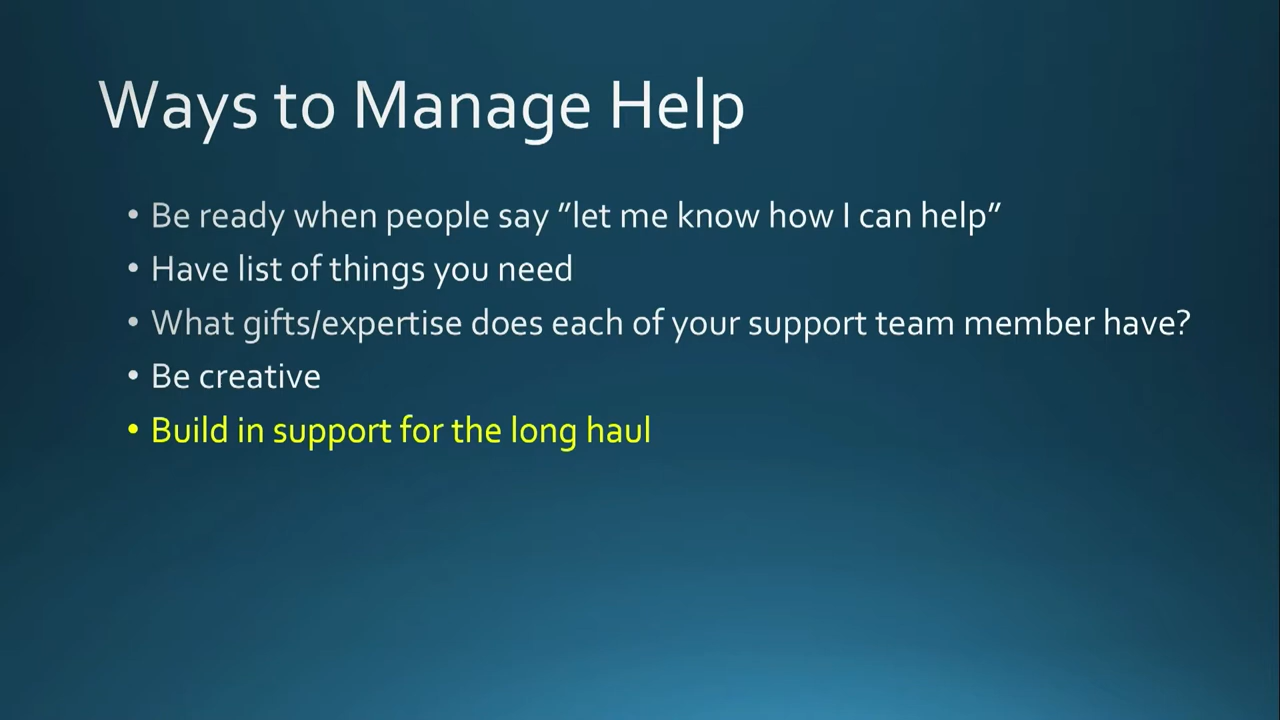 Ways to Manage Help
• Be ready when people say ”let me know how I can help”
• Have list of things you need
• What gifts/expertise does each of your support team member have?
• Be creative
• Build in support for the long haul